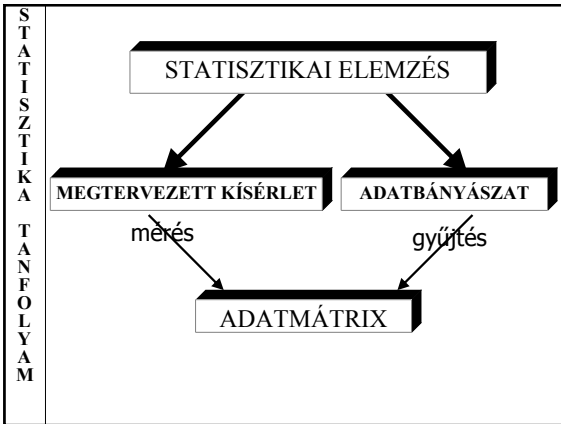 STATISZTIKA TANFOLYAM
STATISZTIKAI ELEMZÉS
MEGTERVEZETT KÍSÉRLET
ADATBÁNYÁSZAT
mérés
gyűjtés
ADATMÁTRIX